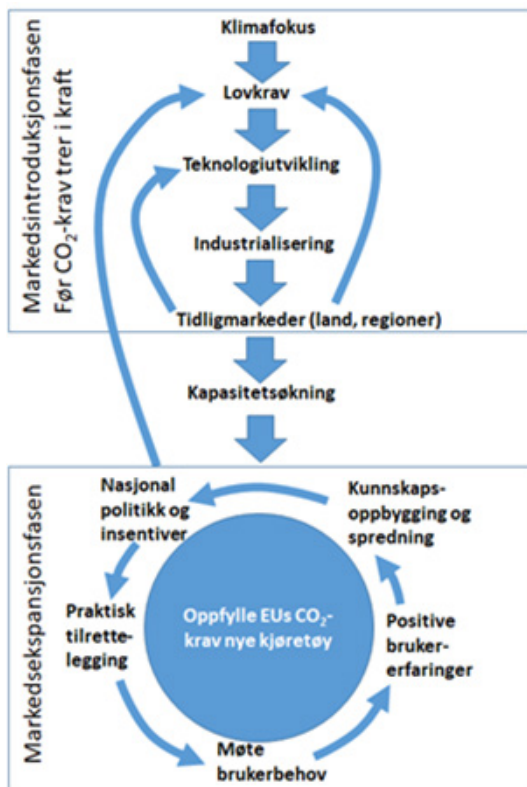 Markedsintroduksjonsfasen
Før CO₂-krav trer i kraft
Klimafokus
Lovkrav
Teknologiutvikling
Industrialisering
Tidligmarkeder (land, regioner)
Kapasitetsøkning
Markedsekspansjonsfasen
Nasjonal
politikk og
insentiver
Kunnskaps-
oppbygging og
spredning
Praktisk
tilrette-
legging
Oppfylle EUs CO₂-
krav nye kjøretøy
Positive
bruker-
erfaringer
Møte
brukerbehov